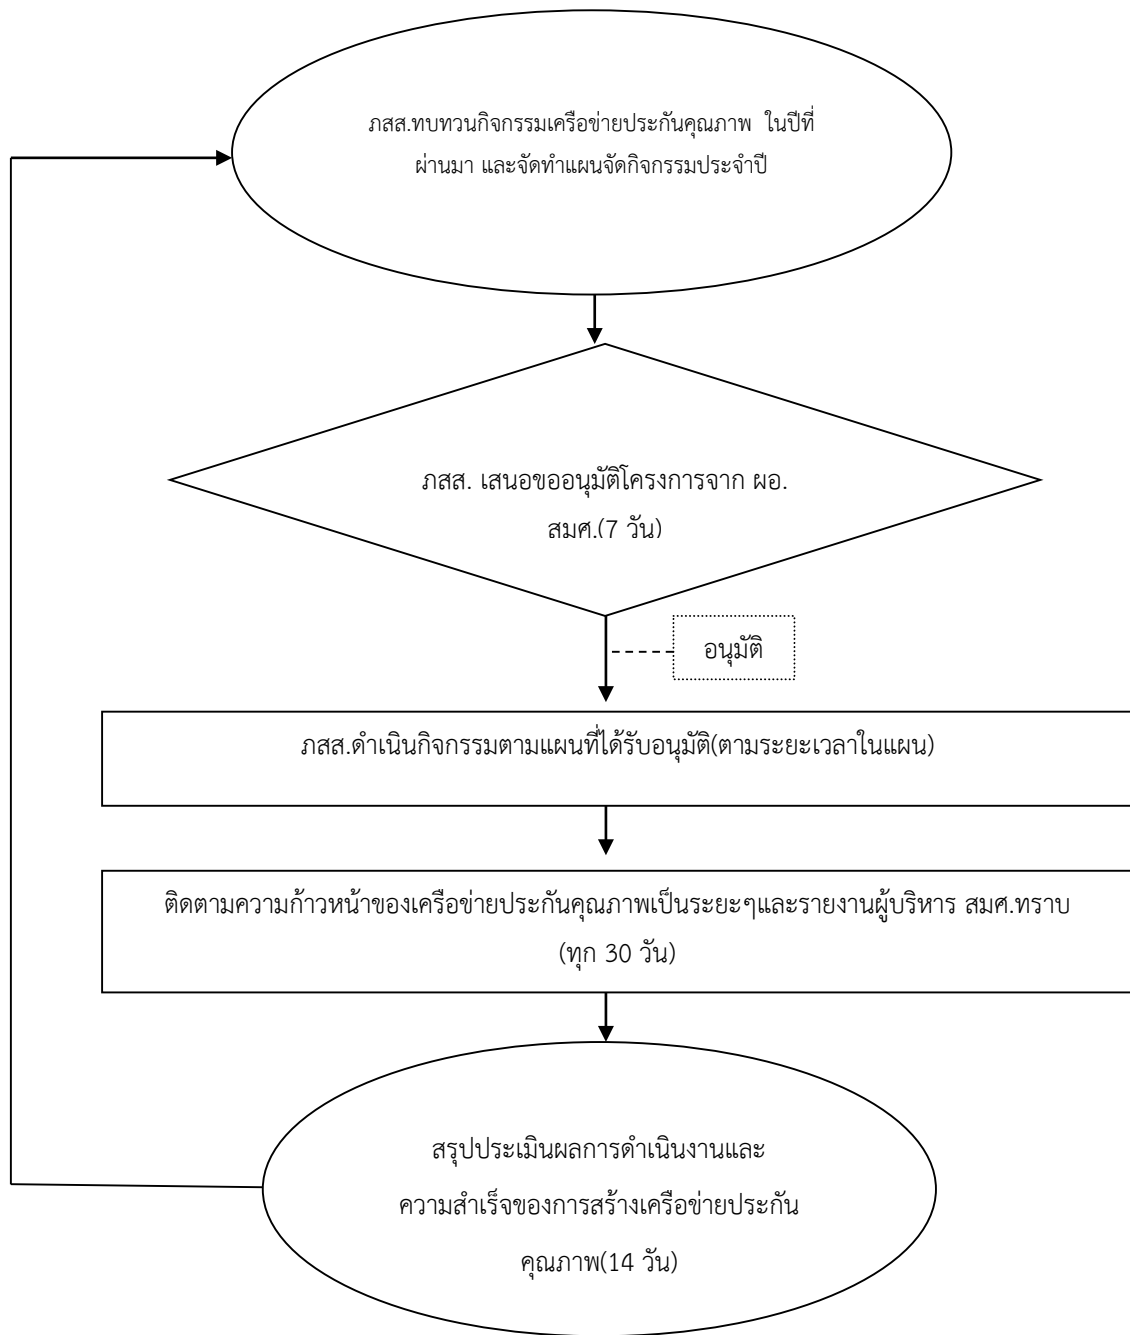 ภสส.ทบทวนกิจกรรมเครือข่ายประกันคุณภาพ ในปีที่
ผ่านมา และจัดทำแผนจัดกิจกรรมประจำปี
ภสส. เสนอขออนุมัติโครงการจาก ผอ.
สมศ.(7 วัน)
อนุมัติ
ภสส.ดำเนินกิจกรรมตามแผนที่ได้รับอนุมัติ(ตามระยะเวลาในแผน)
ติดตามความก้าวหน้าของเครือข่ายประกันคุณภาพเป็นระยะๆและรายงานผู้บริหาร สมศ.ทราบ
(ทุก 30 วัน)
สรุปประเมินผลการดำเนินงานและ
ความสำเร็จของการสร้างเครือข่ายประกัน
คุณภาพ(14 วัน)